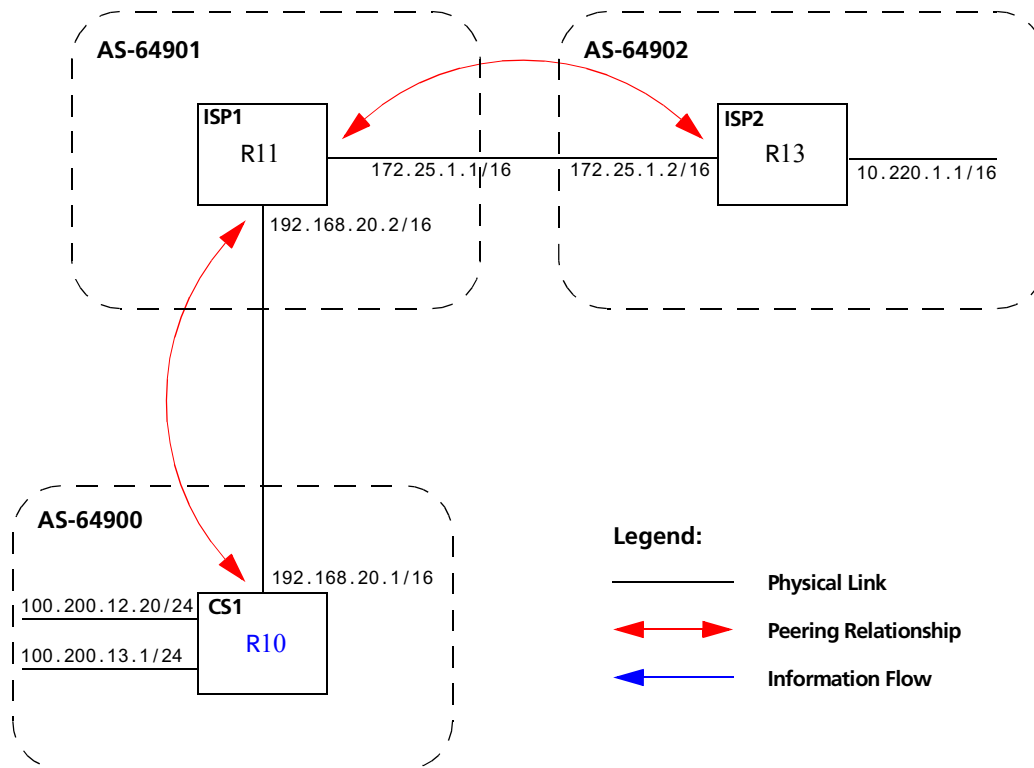 AS-64901
AS-64902
ISP1
R11
ISP2
R13
172.25.1.1/16
172.25.1.2/16
10.220.1.1/16
192.168.20.2/16
AS-64900
192.168.20.1/16
CS1
R10
100.200.12.20/24
100.200.13.1/24
Legend:
Physical Link
Peering Relationship
Information Flow